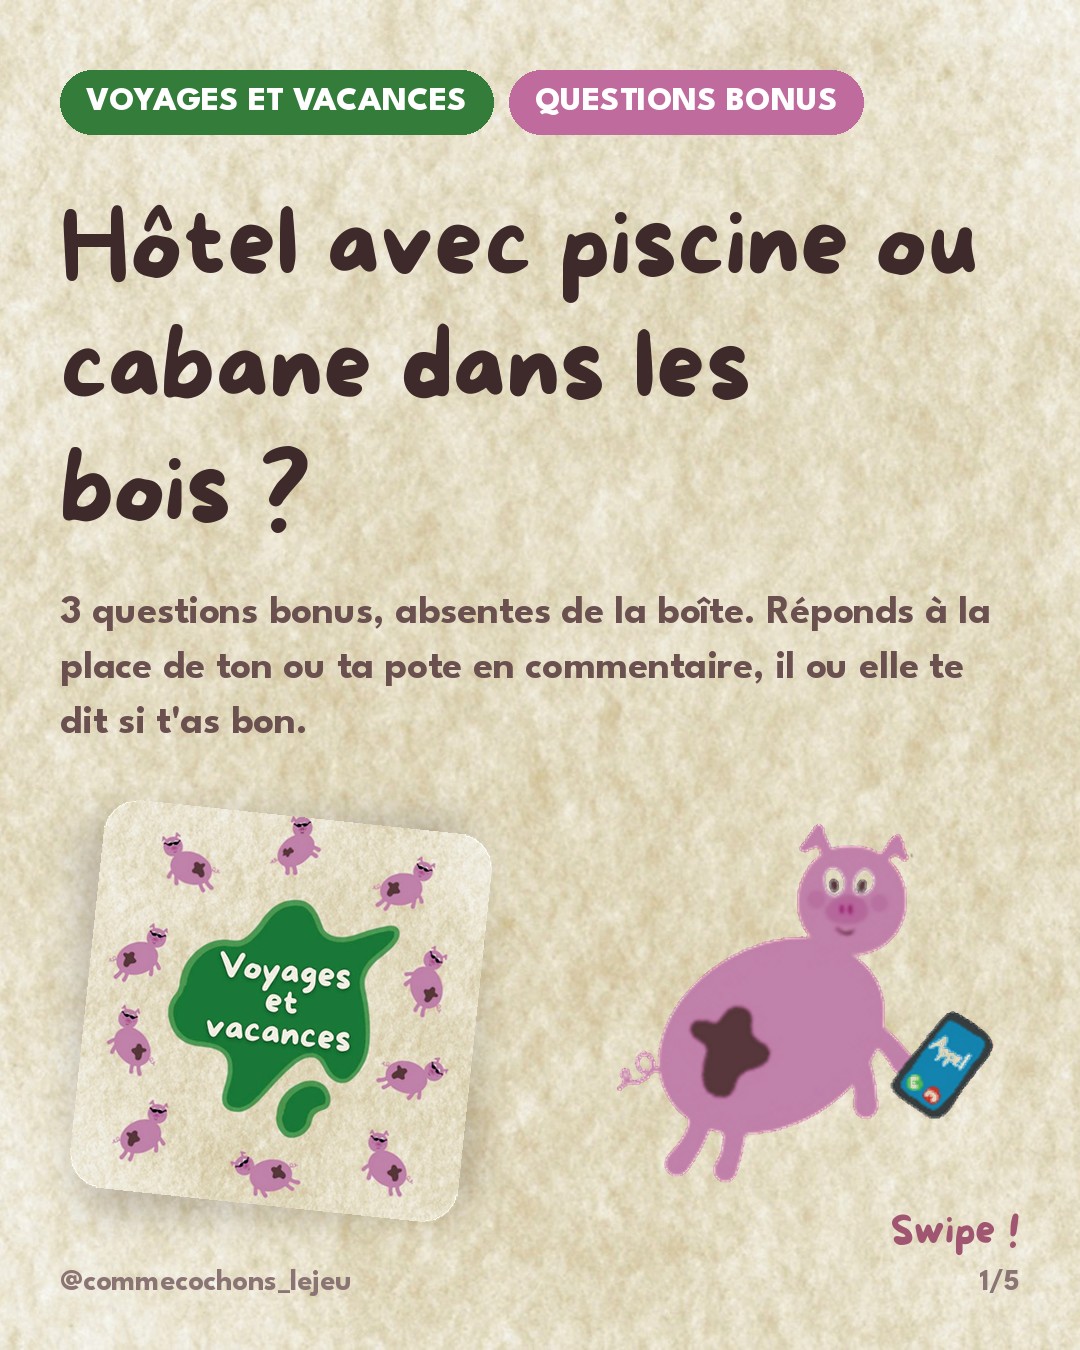 VOYAGES ET VACANCES
QUESTIONS BONUS
Hôtel avec piscine ou
cabane dans les
bois ?
3 questions bonus, absentes de la boîte. Réponds à la
place de ton ou ta pote en commentaire, il ou elle te
dit si t'as bon.
Voyages
et
vacances
Appel
Swipe !
@commecochons_lejeu
1/5